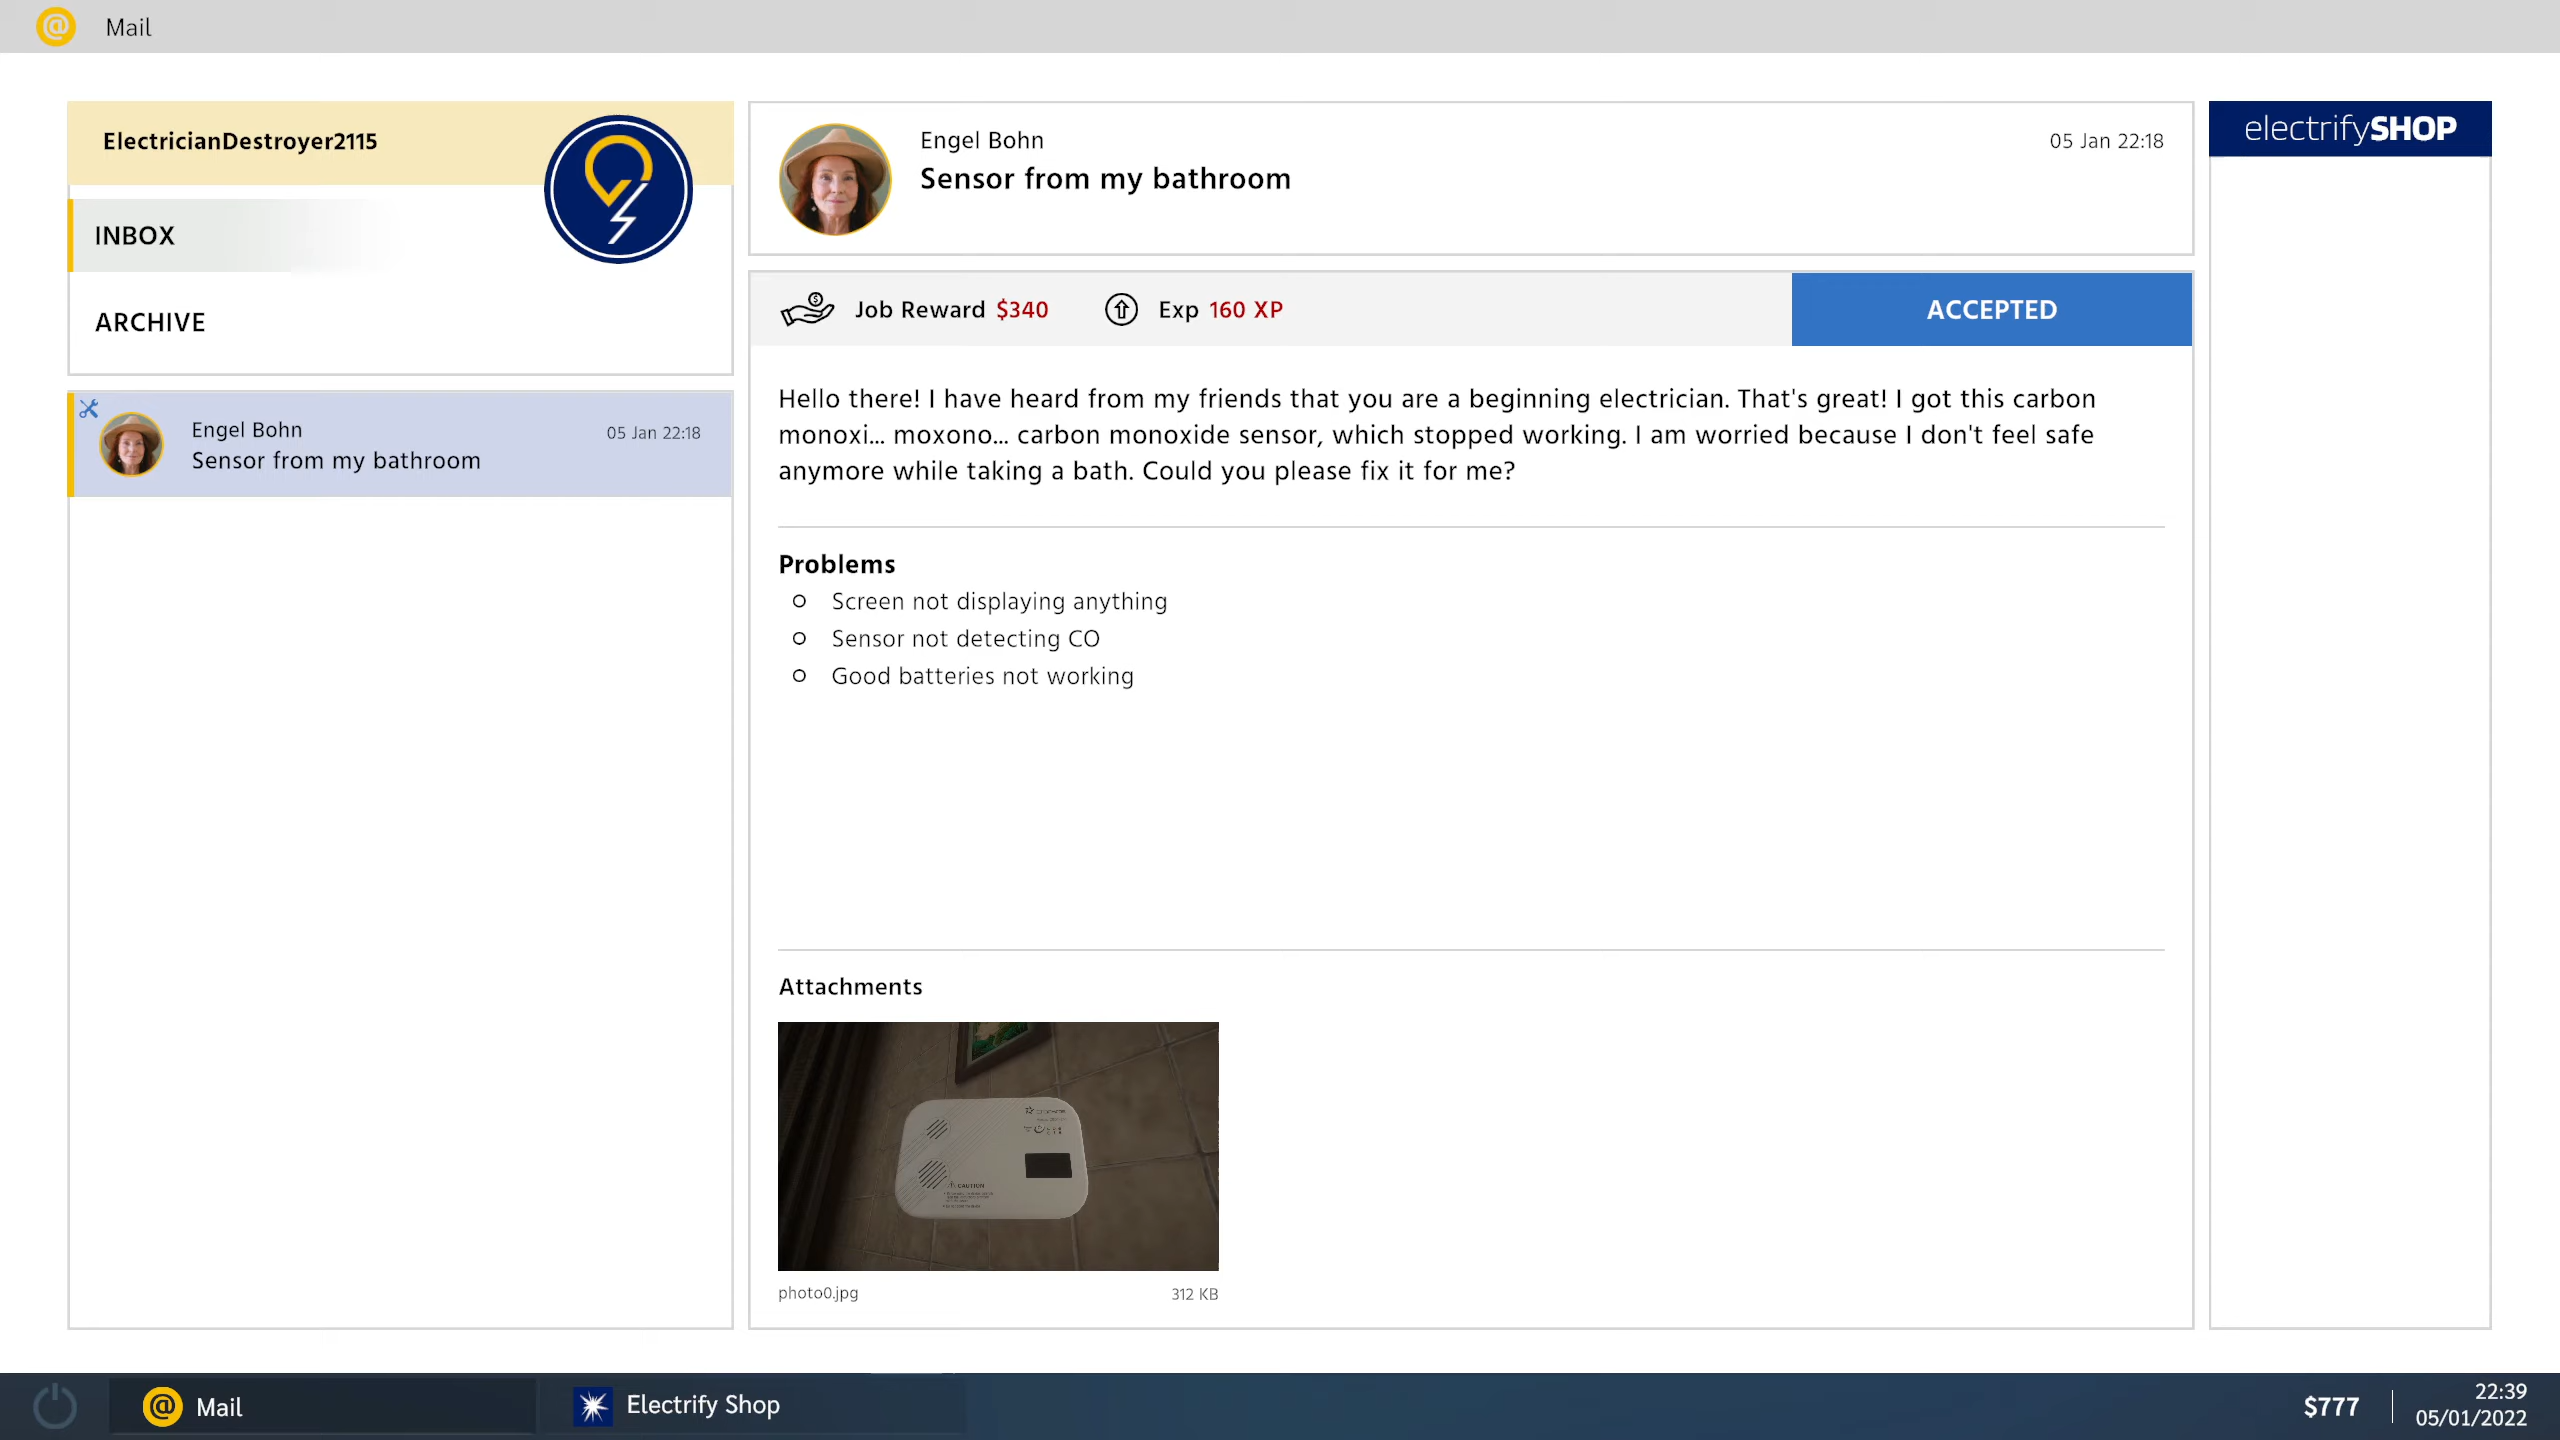 Mail
ElectricianDestroyer2115
INBOX
ARCHIVE
Engel Bohn
05 Jan 22:18
Sensor from my bathroom
Engel Bohn
05 Jan 22:18
Sensor from my bathroom
Job Reward $340
Exp 160 XP
ACCEPTED
Hello there! I have heard from my friends that you are a beginning electrician. That's great! I got this carbon
monoxi... moxono... carbon monoxide sensor, which stopped working. I am worried because I don't feel safe
anymore while taking a bath. Could you please fix it for me?
Problems
Screen not displaying anything
Sensor not detecting CO
Good batteries not working
Attachments
CAUTION
photo0.jpg
312 KB
electrifySHOP
Mail
Electrify Shop
$777
22:39
05/01/2022